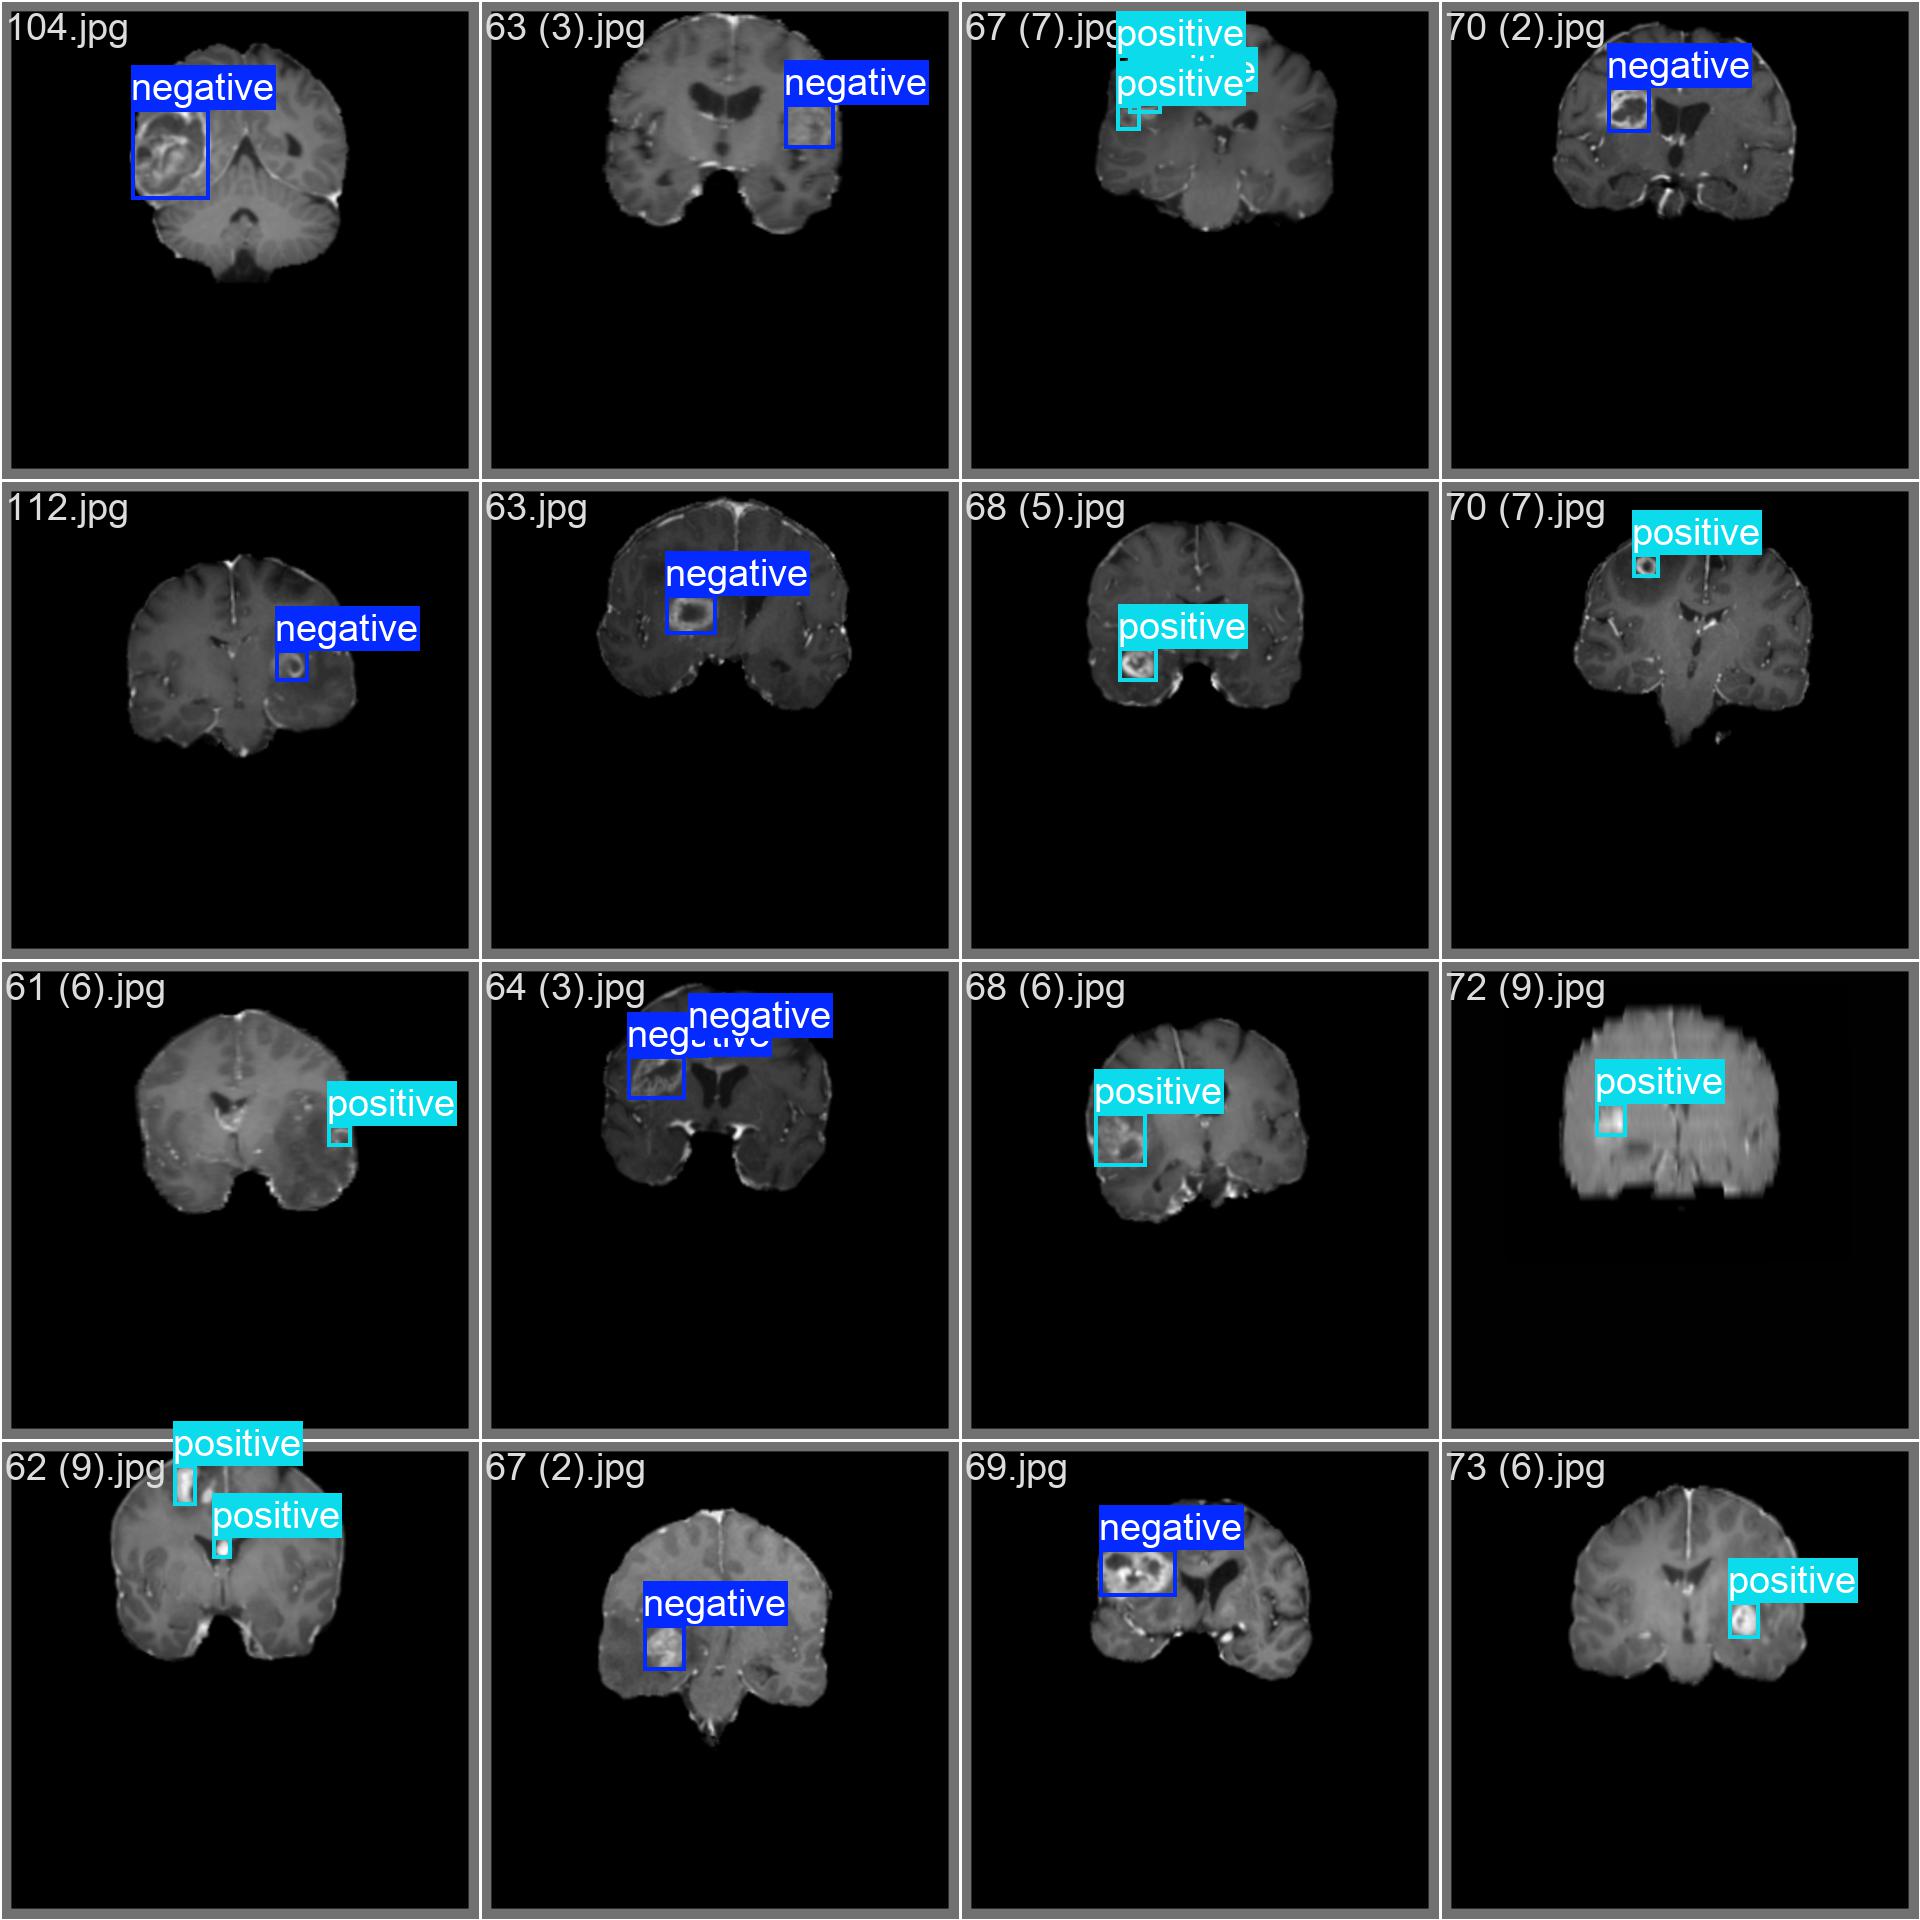 104.jpg
negative
63 (3).jpg
negative
67 (7).jpg
positive
positive
70 (2).jpg
negative
112.jpg
negative
63.jpg
negative
68 (5).jpg
positive
70 (7).jpg
positive
61 (6).jpg
positive
64 (3).jpg
negative
negative
68 (6).jpg
positive
72 (9).jpg
positive
62 (9).jpg
positive
positive
67 (2).jpg
negative
69.jpg
negative
73 (6).jpg
positive